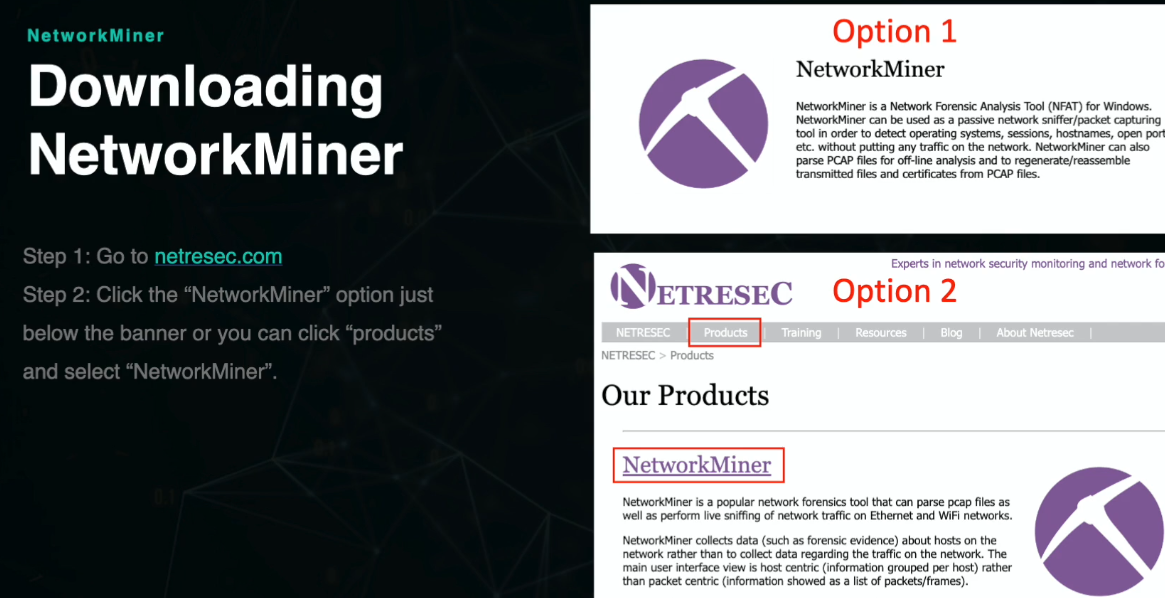 NetworkMiner
Downloading
NetworkMiner
Step 1: Go to netresec.com
Step 2: Click the “NetworkMiner” option just
below the banner or you can click “products”
and select “NetworkMiner”.
Option 1
NetworkMiner
NetworkMiner is a Network Forensic Analysis Tool (NFAT) for Windows.
NetworkMiner can be used as a passive network sniffer/packet capturing
tool in order to detect operating systems, sessions, hostnames, open port
etc. without putting any traffic on the network. NetworkMiner can also
parse PCAP files for off-line analysis and to regenerate/reassemble
transmitted files and certificates from PCAP files.
Experts in network security monitoring and network fo
NETRESEC
Option 2
NETRESEC | Products | Training | Resources | Blog | About Netresec |
NETRESEC > Products
Our Products
NetworkMiner
NetworkMiner is a popular network forensics tool that can parse pcap files as
well as perform live sniffing of network traffic on Ethernet and WiFi networks.
NetworkMiner collects data (such as forensic evidence) about hosts on the
network rather than to collect data regarding the traffic on the network. The
main user interface view is host centric (information grouped per host) rather
than packet centric (information showed as a list of packets/frames).